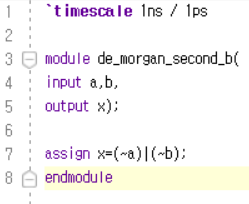 1 `timescale 1ns / 1ps
2
3 module de_morgan_second_b(
4 input a,b,
5 output x);
6
7 assign x=(~a)|(~b);
8 endmodule